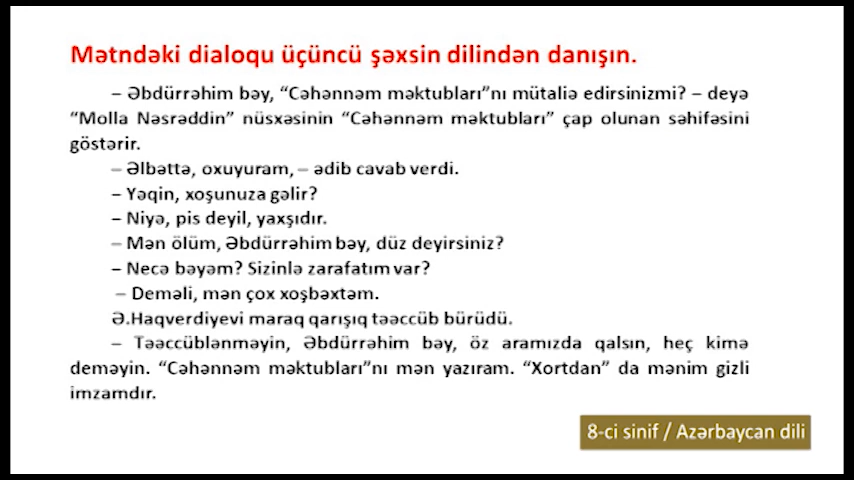 Mətndəki dialoqu üçüncü şəxsin dilindən danışın.
– Əbdürrəhim bəy, “Cəhənnəm məktubları”nı mütaliə edirsinizmi? – deyə
“Molla Nəsrəddin” nüsxəsinin “Cəhənnəm məktubları” çap olunan səhifəsini
göstərir.
– Əlbəttə, oxuyuram, – ədib cavab verdi.
– Yəqin, xoşunuza gəlir?
– Niyə, pis deyil, yaxşıdır.
– Mən ölüm, Əbdürrəhim bəy, düz deyirsiniz?
– Necə bəyəm? Sizinlə zarafatım var?
– Deməli, mən çox xoşbəxtəm.
Ə.Haqverdiyevi maraq qarışıq təəccüb bürüdü.
– Təəccüblənməyin, Əbdürrəhim bəy, öz aramızda qalsın, heç kimə
deməyin. “Cəhənnəm məktubları”nı mən yazıram. “Xortdan” da mənim gizli
imzamdır.
8-ci sinif / Azərbaycan dili